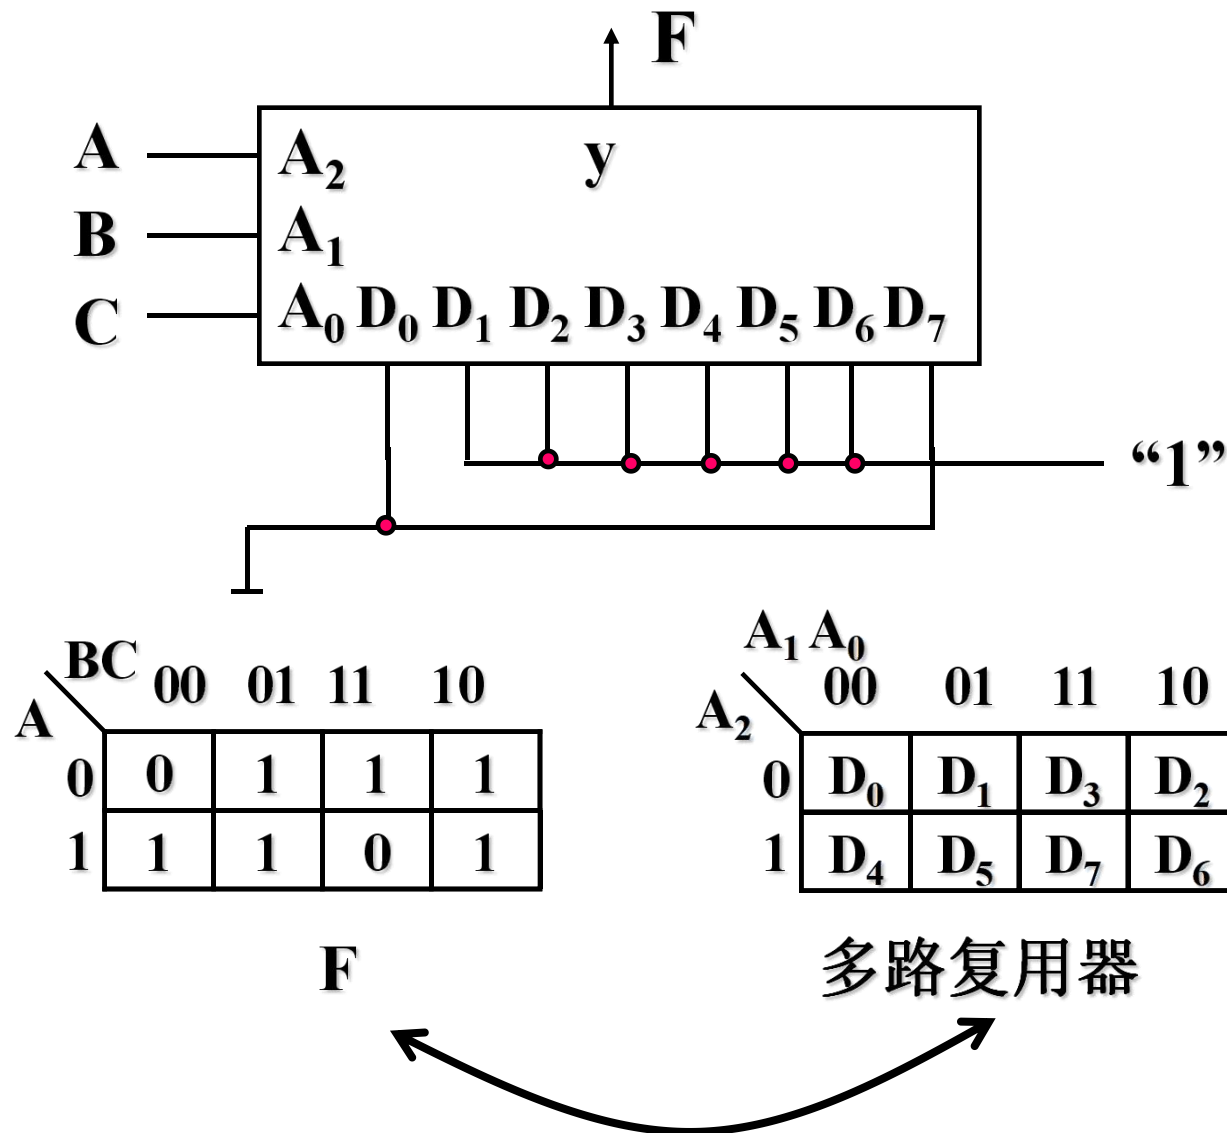 F
A A₂ y
B A₁
C A₀ D₀ D₁ D₂ D₃ D₄ D₅ D₆ D₇
“1”
BC 00 01 11 10
A
0 0 1 1 1
1 1 1 0 1
F
A₁ A₀
00 01 11 10
A₂
0 D₀ D₁ D₃ D₂
1 D₄ D₅ D₇ D₆
多路复用器